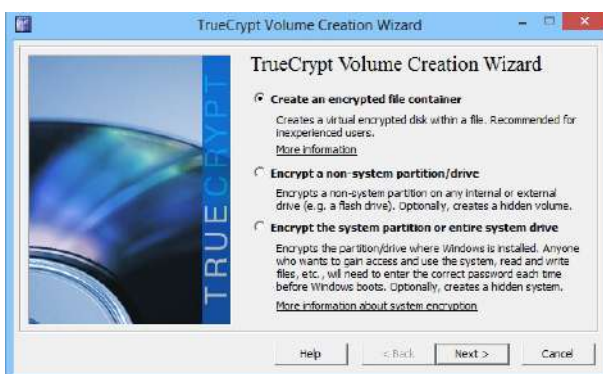 TrueCrypt Volume Creation Wizard
TRUECRYPT
TrueCrypt Volume Creation Wizard
Create an encrypted file container
Creates a virtual encrypted disk within a file. Recommended for
inexperienced users.
More information
Encrypt a non-system partition/drive
Encrypts a non-system partition on any internal or external
drive (e.g. a flash drive). Optionally, creates a hidden volume.
Encrypt the system partition or entire system drive
Encrypts the partition/drive where Windows is installed. Anyone
who wants to gain access and use the system, read and write
files, etc., will need to enter the correct password each time
before Windows boots. Optionally, creates a hidden system.
More information about system encryption
Help < Back Next > Cancel